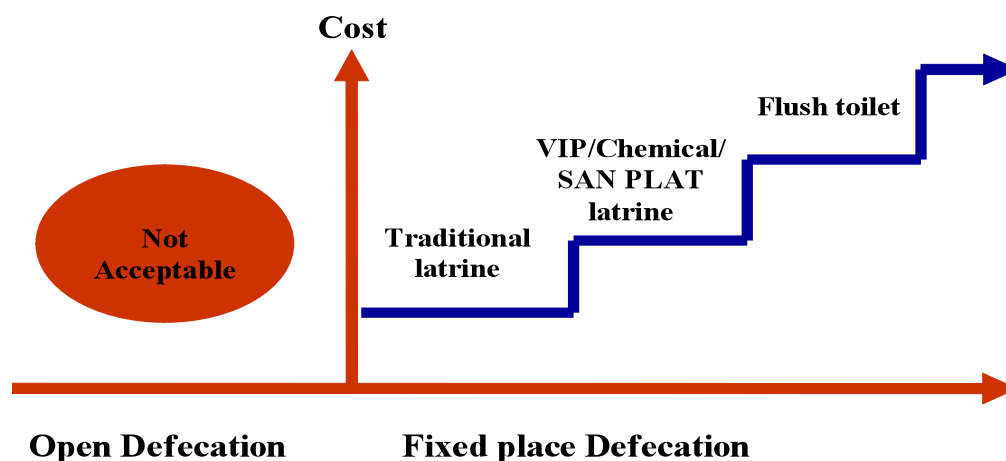 Cost
Flush toilet
VIP/Chemical/
SAN PLAT
latrine
Traditional
latrine
Not
Acceptable
Open Defecation
Fixed place Defecation